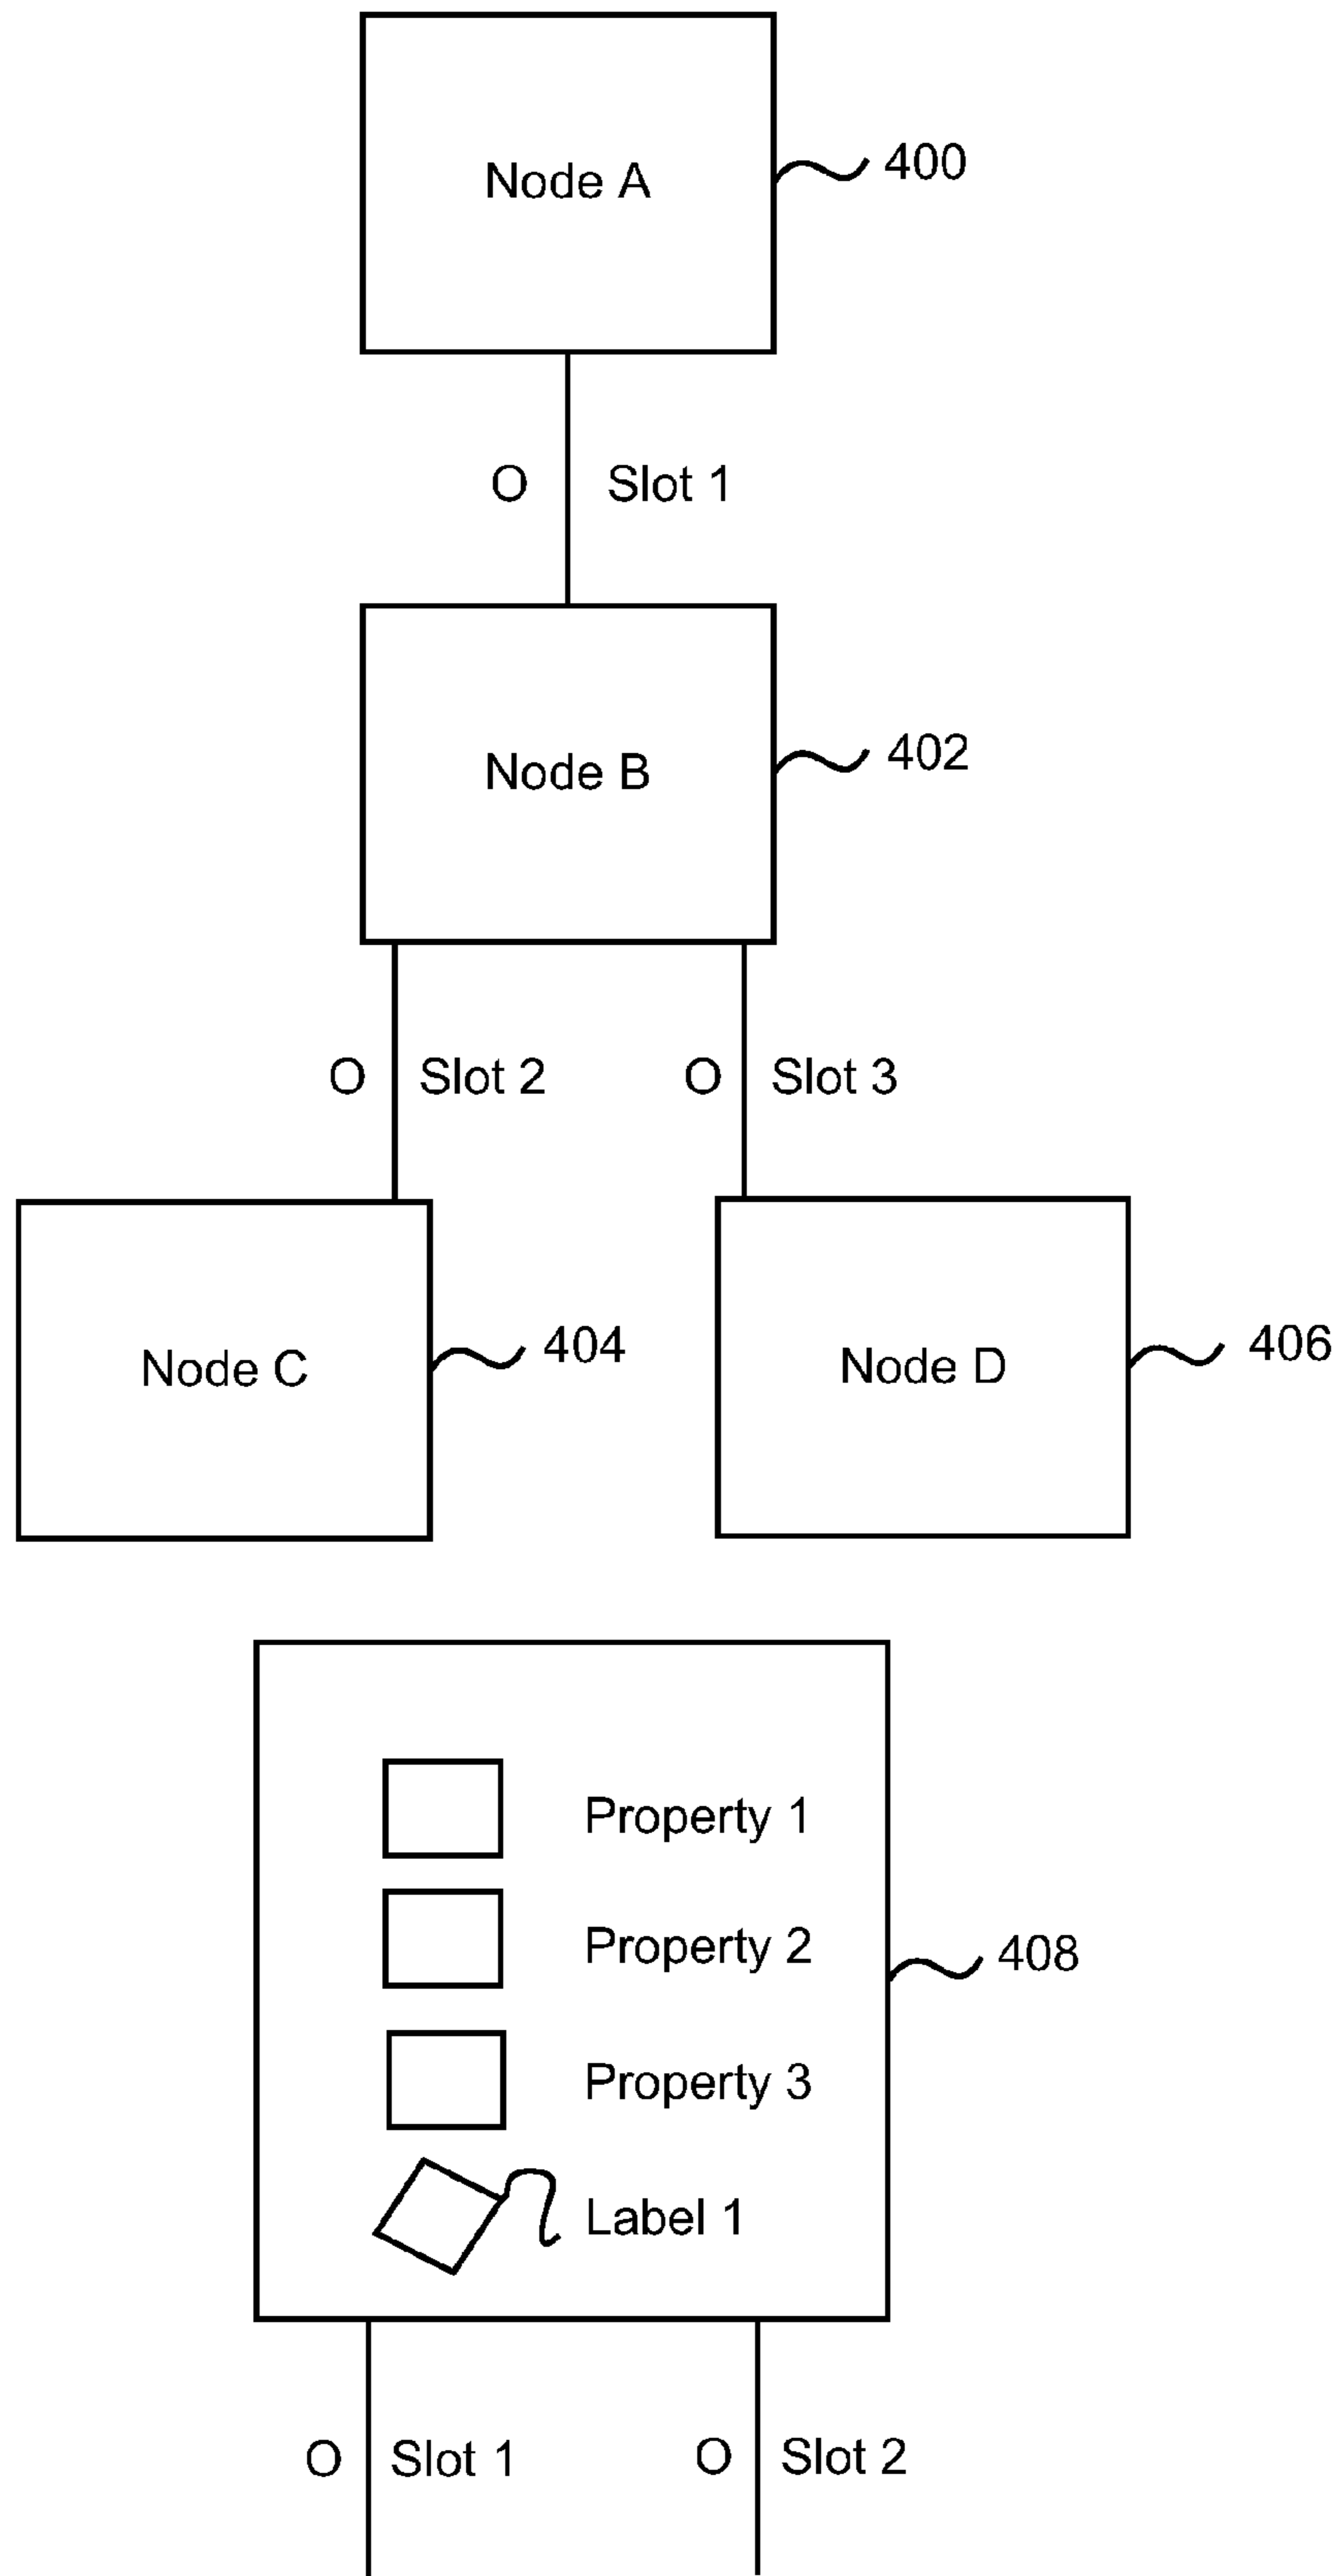 Node A
400
O Slot 1
Node B
402
O Slot 2 O Slot 3
Node C
404
Node D
406
Property 1
Property 2
408
Property 3
Label 1
O Slot 1 O Slot 2